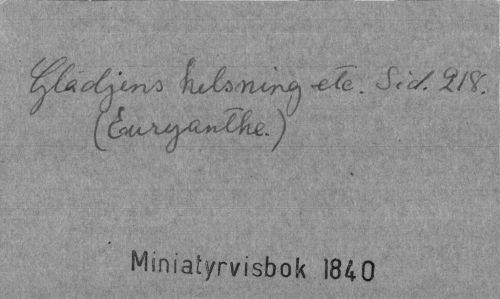 Glädjens helsning etc. Sid. 218.
(Euryanthe.)
Miniatyrvisbok 1840